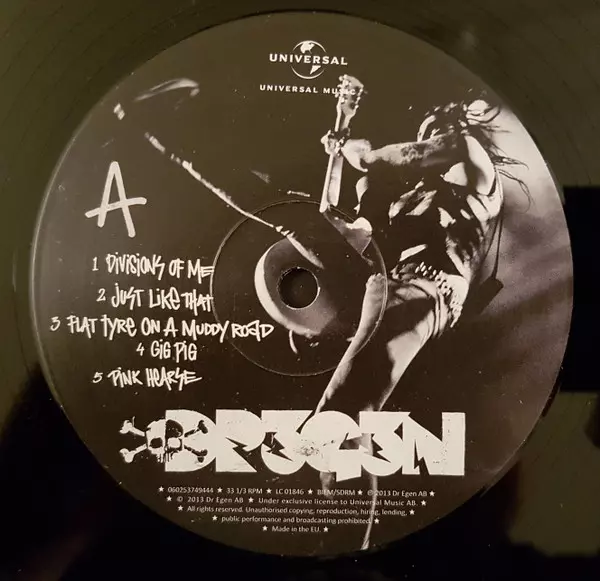 UNIVERSAL
UNIVERSAL MUSIC
A
1 DIVISIONS OF ME
2 JUST LIKE THAT
3 FLAT TYRE ON A MUDDY ROAD
4 GIG PIG
5 PINK HEARSE
DR3G3N
★ 060253749444 ★ 33 1/3 RPM ★ LC 01846 ★ BIEM/SDRM ★ ℗ 2013 Dr Egen AB ★
★ © 2013 Dr Egen AB ★ Under exclusive license to Universal Music AB. ★
★ All rights reserved. Unauthorised copying, reproduction, hiring, lending, ★
★ public performance and broadcasting prohibited. ★
★ Made in the EU. ★